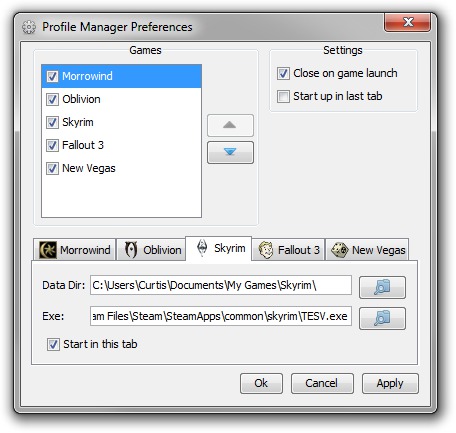 Profile Manager Preferences
Games
Settings
Morrowind
Oblivion
Skyrim
Fallout 3
New Vegas
Close on game launch
Start up in last tab
Morrowind Oblivion Skyrim Fallout 3 New Vegas
Data Dir: C:\Users\Curtis\Documents\My Games\Skyrim\
Exe: am Files\Steam\SteamApps\common\skyrim\TESV.exe
Start in this tab
Ok Cancel Apply